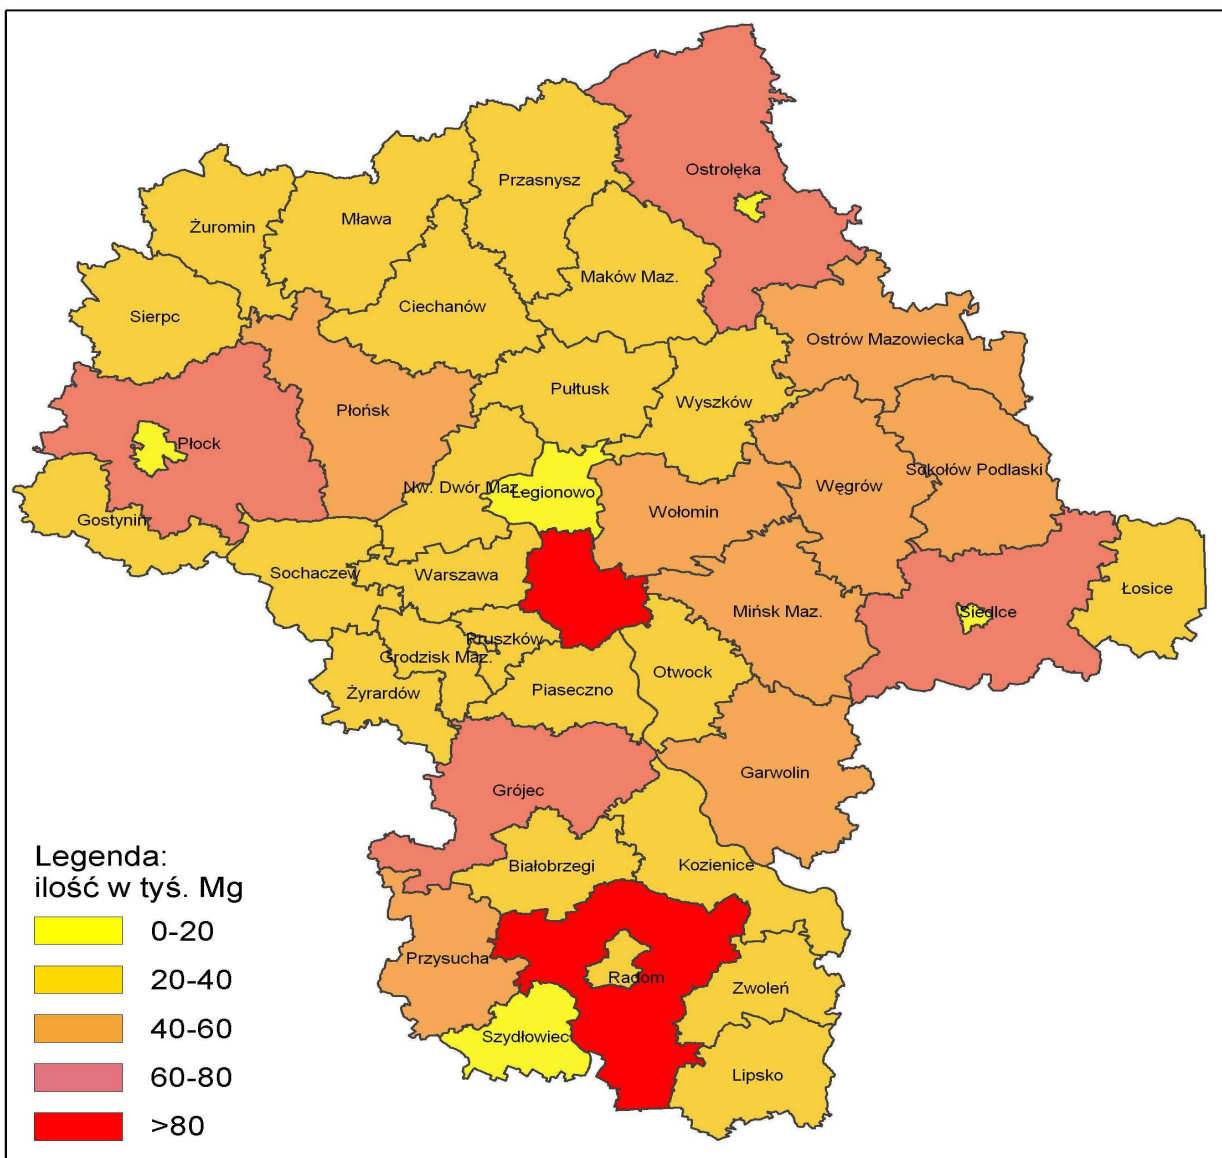 Ostrołęka
Przasnysz
Mława
Żuromin
Maków Maz.
Ciechanów
Sierpc
Ostrów Mazowiecka
Pułtusk
Wyszków
Płońsk
Płock
Sokołów Podlaski
Węgrów
Nw. Dwór Maz.
Legionowo
Wołomin
Gostynin
Sochaczew
Warszawa
Łosice
Mińsk Maz.
Siedlce
Pruszków
Grodzisk Maz.
Otwock
Żyrardów
Piaseczno
Garwolin
Grójec
Białobrzegi
Kozienice
Przysucha
Radom
Zwoleń
Szydłowiec
Lipsko
Legenda:
ilość w tyś. Mg
0-20
20-40
40-60
60-80
>80